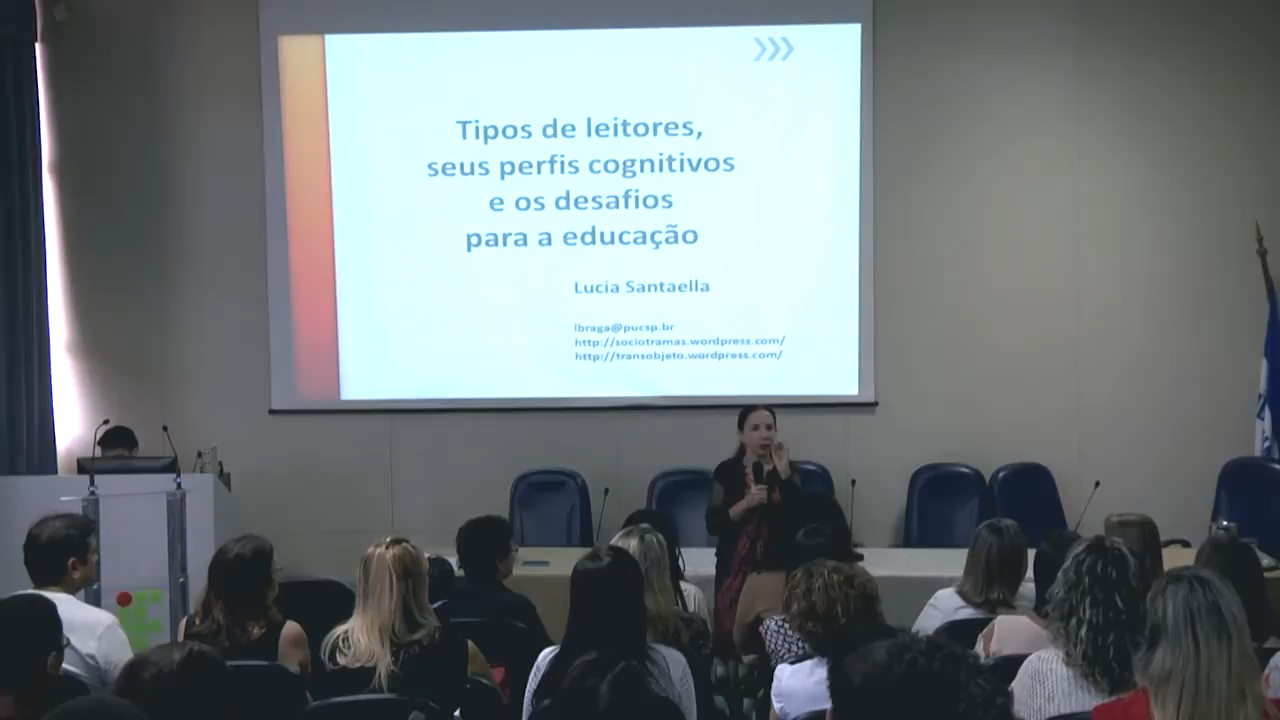 Tipos de leitores,
seus perfis cognitivos
e os desafios
para a educação
Lucia Santaella
lbraga@pucsp.br
http://sociotramas.wordpress.com/
http://transobjeto.wordpress.com/